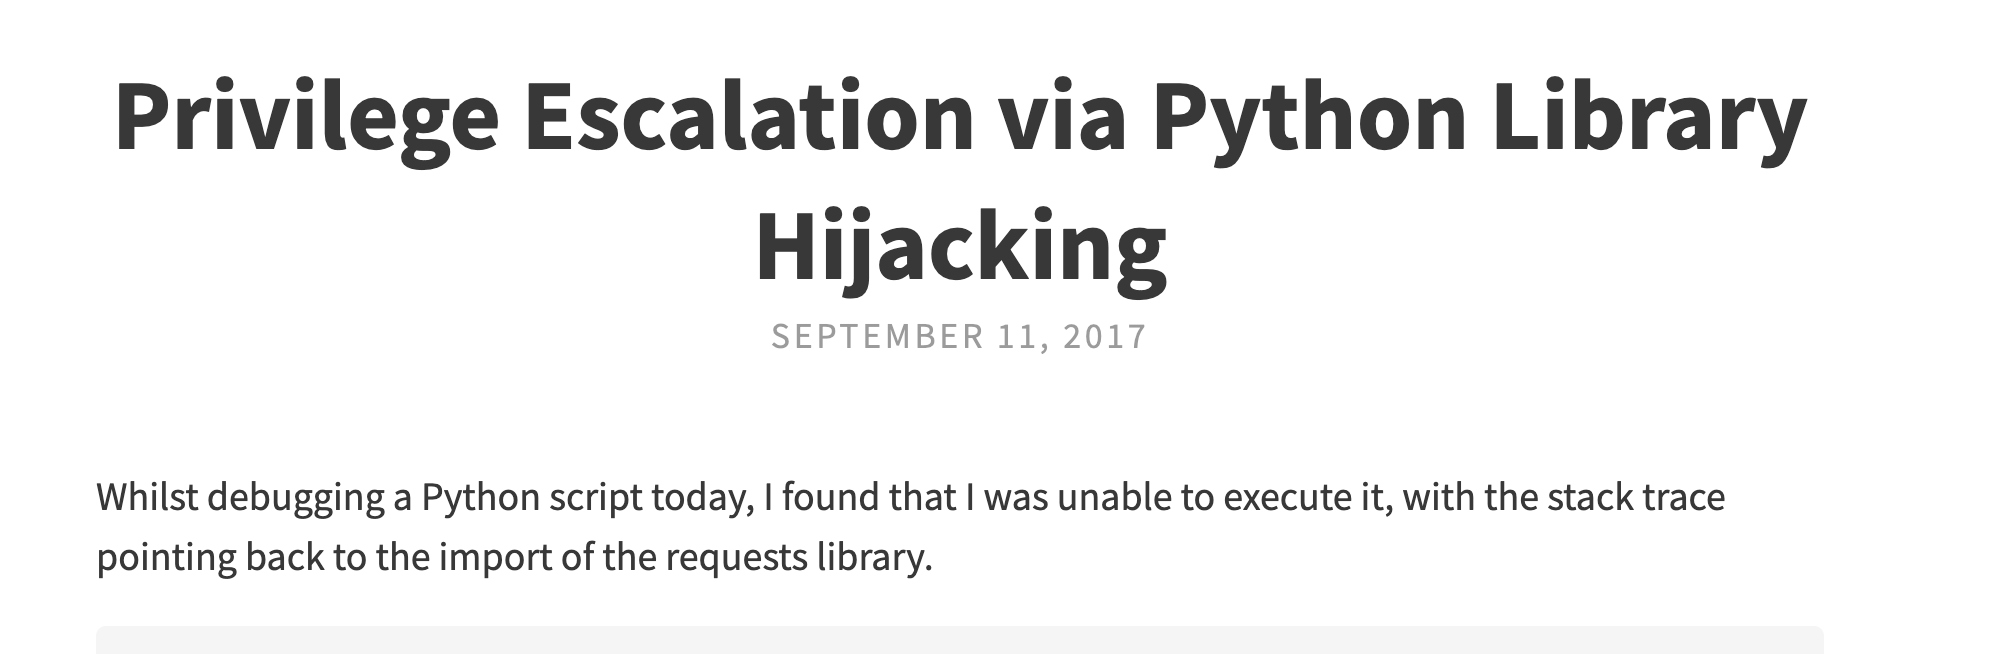 Privilege Escalation via Python Library
Hijacking
SEPTEMBER 11, 2017
Whilst debugging a Python script today, I found that I was unable to execute it, with the stack trace
pointing back to the import of the requests library.